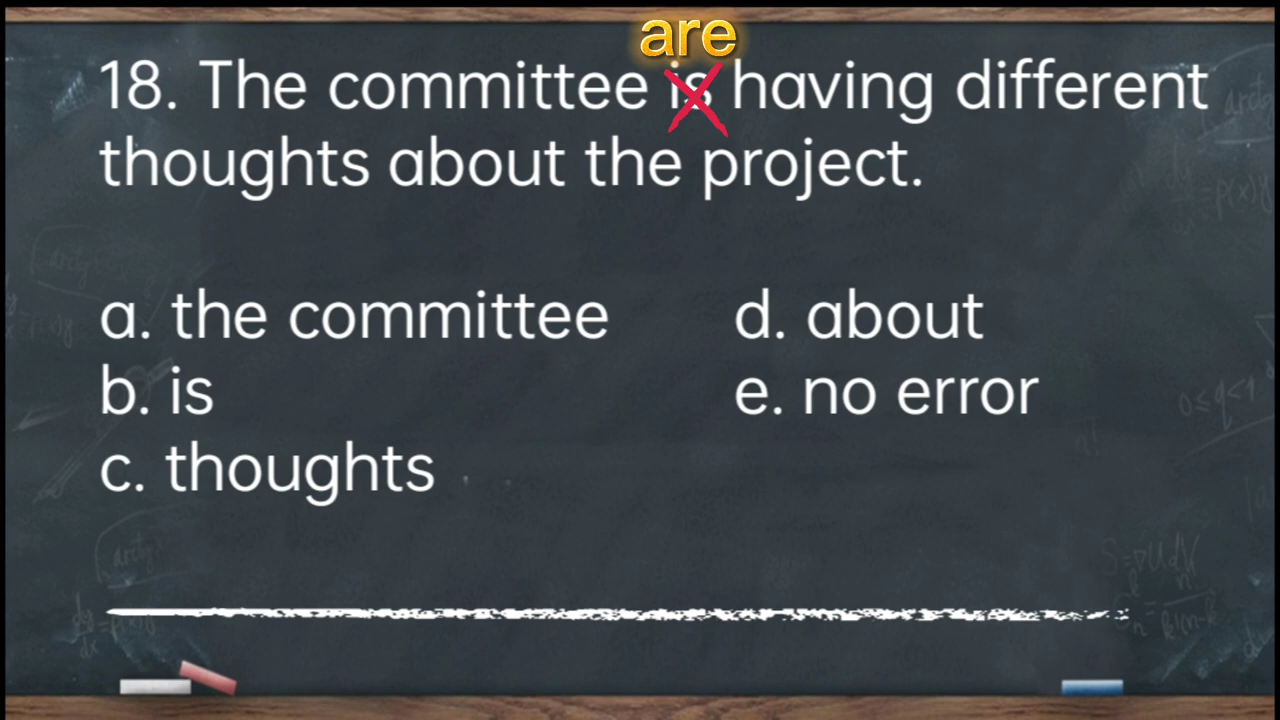 are
18. The committee is having different
thoughts about the project.
a. the committee
b. is
c. thoughts
d. about
e. no error